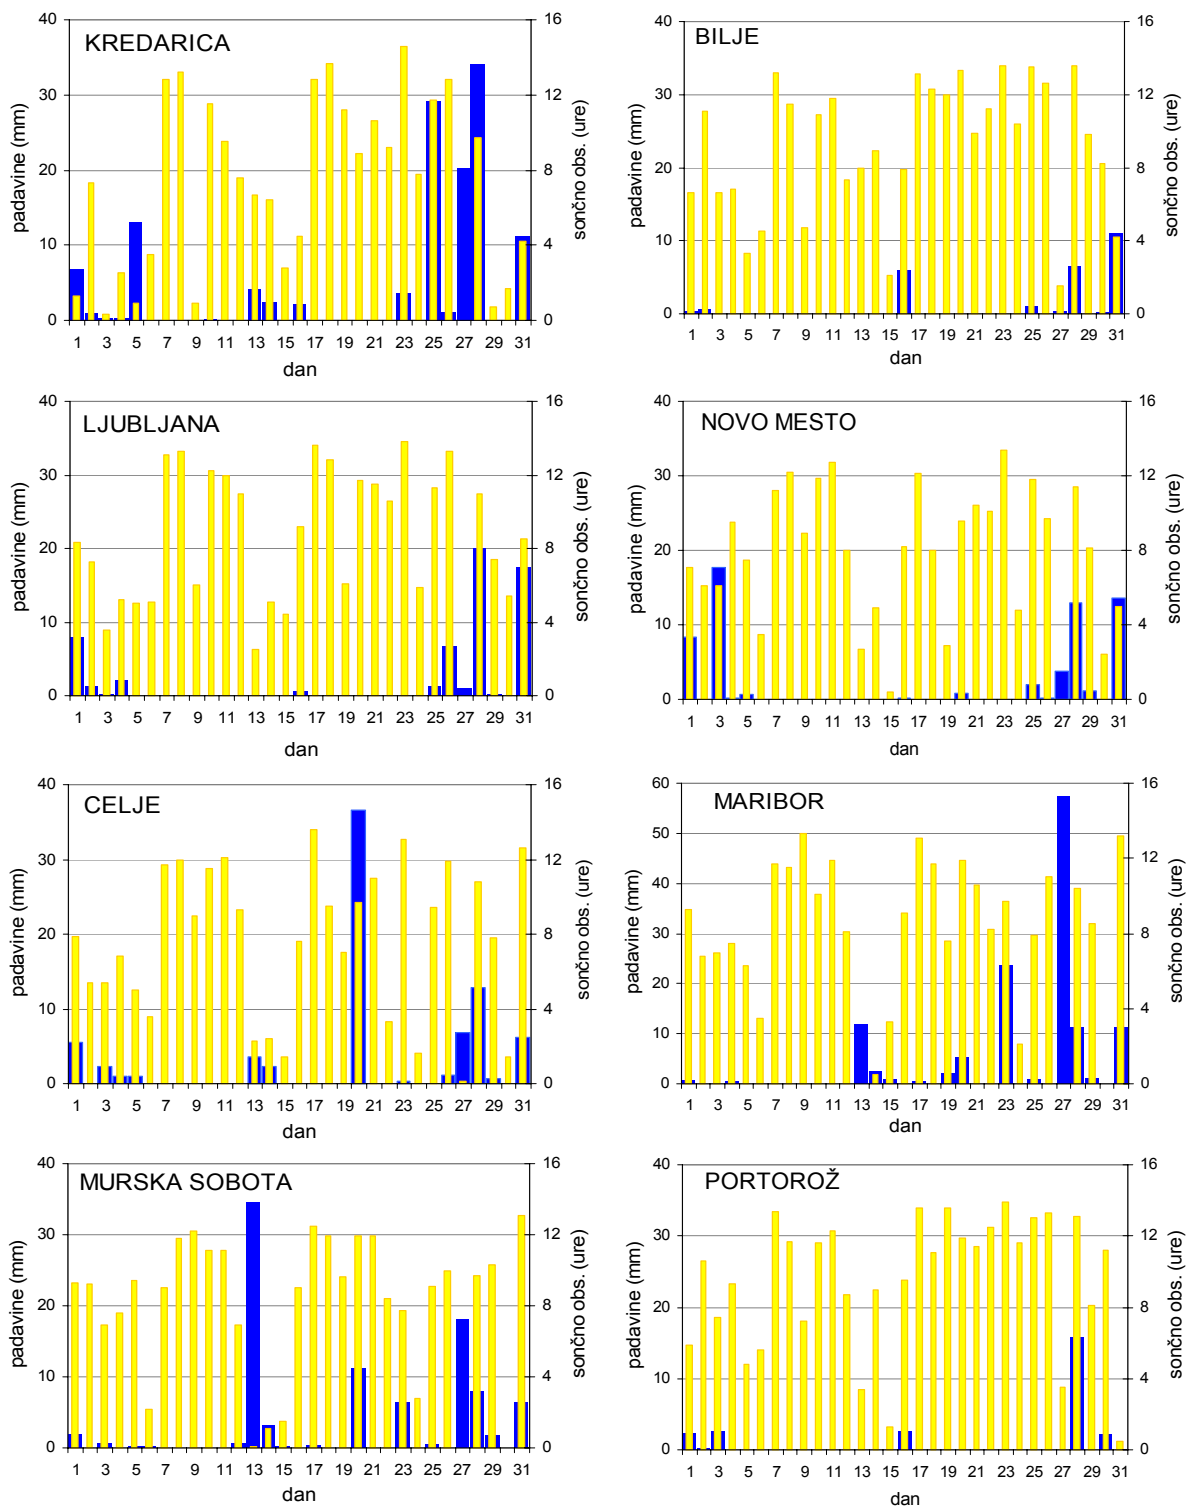 KREDARICA
padavine (mm)
40
30
20
10
0
16
12
8
4
0
sončno obs. (ure)
1 3 5 7 9 11 13 15 17 19 21 23 25 27 29 31
dan
BILJE
padavine (mm)
40
30
20
10
0
16
12
8
4
0
sončno obs. (ure)
1 3 5 7 9 11 13 15 17 19 21 23 25 27 29 31
dan
LJUBLJANA
padavine (mm)
40
30
20
10
0
16
12
8
4
0
sončno obs. (ure)
1 3 5 7 9 11 13 15 17 19 21 23 25 27 29 31
dan
NOVO MESTO
padavine (mm)
40
30
20
10
0
16
12
8
4
0
sončno obs. (ure)
1 3 5 7 9 11 13 15 17 19 21 23 25 27 29 31
dan
CELJE
padavine (mm)
40
30
20
10
0
16
12
8
4
0
sončno obs. (ure)
1 3 5 7 9 11 13 15 17 19 21 23 25 27 29 31
dan
MARIBOR
padavine (mm)
60
50
40
30
20
10
0
16
12
8
4
0
sončno obs. (ure)
1 3 5 7 9 11 13 15 17 19 21 23 25 27 29 31
dan
MURSKA SOBOTA
padavine (mm)
40
30
20
10
0
16
12
8
4
0
sončno obs. (ure)
1 3 5 7 9 11 13 15 17 19 21 23 25 27 29 31
dan
PORTOROŽ
padavine (mm)
40
30
20
10
0
16
12
8
4
0
sončno obs. (ure)
1 3 5 7 9 11 13 15 17 19 21 23 25 27 29 31
dan